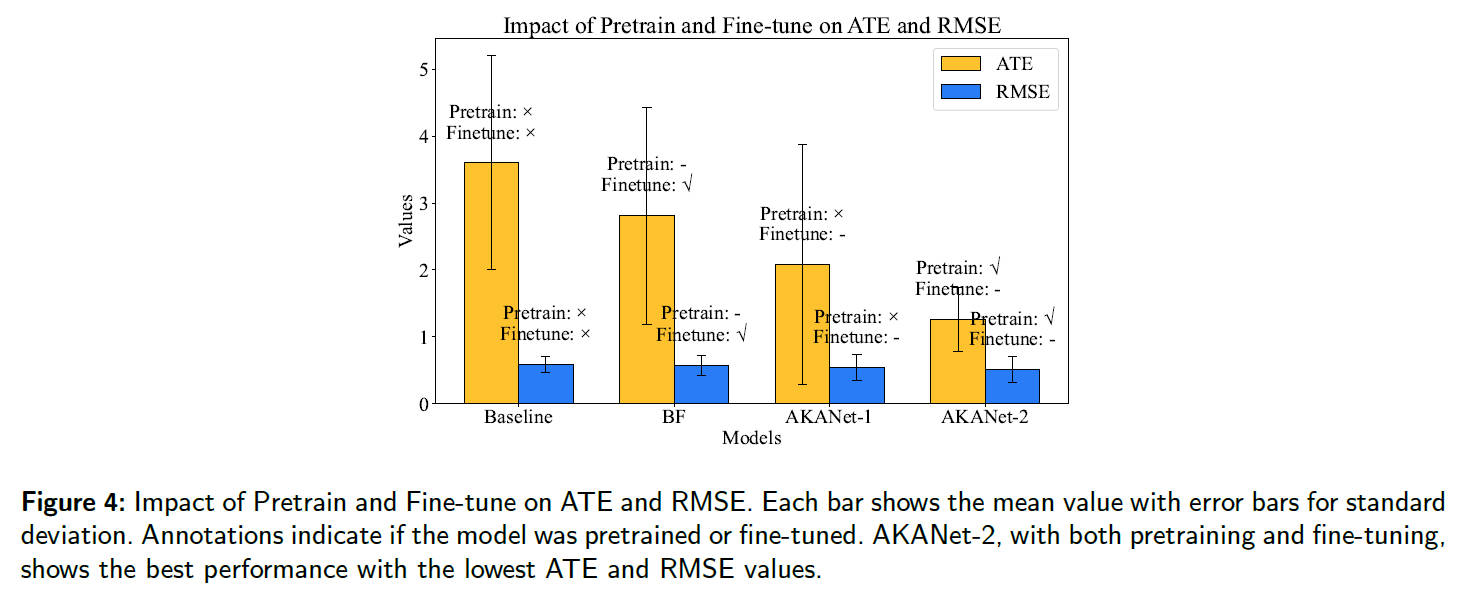 Impact of Pretrain and Fine-tune on ATE and RMSE
ATE
RMSE
5
4
3
2
1
0
Values
Pretrain: ×
Finetune: ×
Pretrain: ×
Finetune: ×
Pretrain: -
Finetune: √
Pretrain: -
Finetune: √
Pretrain: ×
Finetune: -
Pretrain: ×
Finetune: -
Pretrain: √
Finetune: -
Pretrain: √
Finetune: -
Baseline BF AKANet-1 AKANet-2
Models
Figure 4: Impact of Pretrain and Fine-tune on ATE and RMSE. Each bar shows the mean value with error bars for standard
deviation. Annotations indicate if the model was pretrained or fine-tuned. AKANet-2, with both pretraining and fine-tuning,
shows the best performance with the lowest ATE and RMSE values.